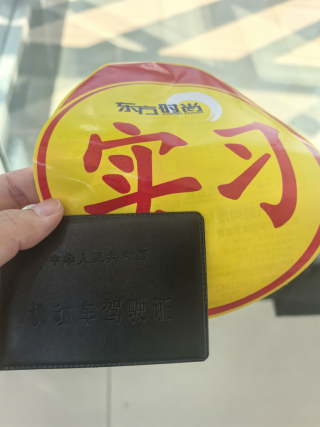 东方时尚
实习
中华人民共和国
机动车驾驶证